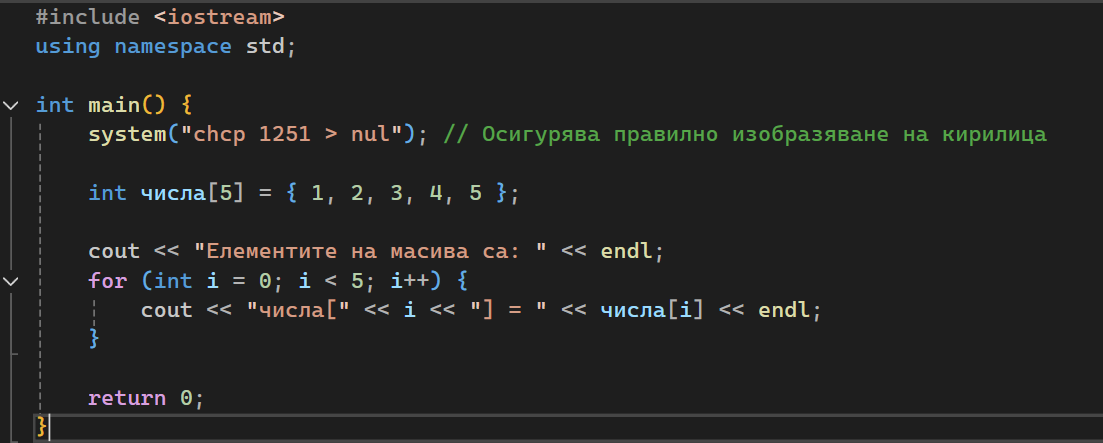 #include <iostream>
using namespace std;
int main() {
system("chcp 1251 > nul"); // Осигурява правилно изобразяване на кирилица
int числа[5] = { 1, 2, 3, 4, 5 };
cout << "Елементите на масива са: " << endl;
for (int i = 0; i < 5; i++) {
cout << "числа[" << i << "] = " << числа[i] << endl;
}
return 0;
}